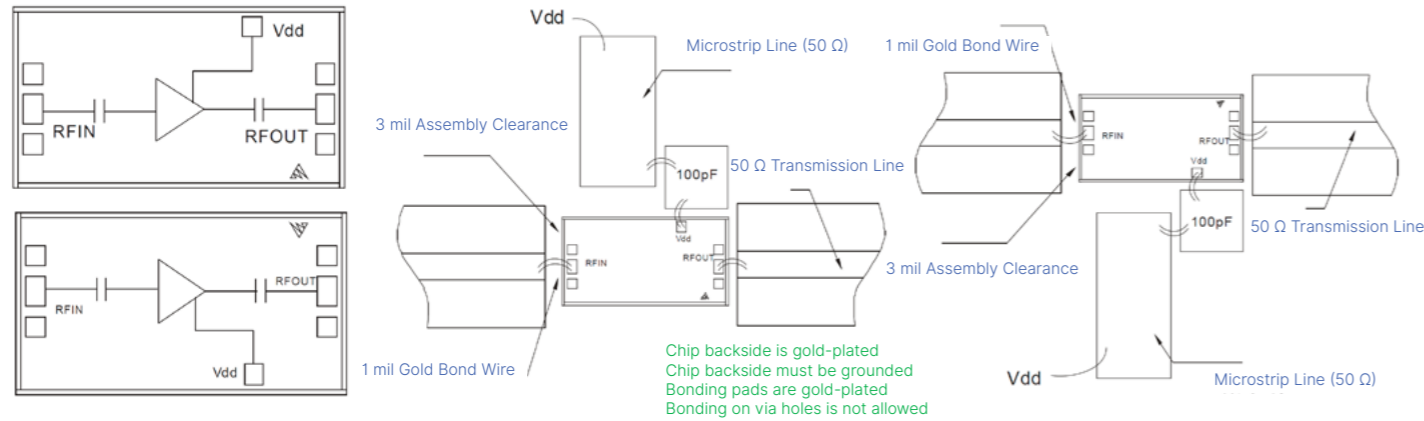 Vdd
RFIN
RFOUT
RFOUT
RFIN
Vdd
Vdd
Microstrip Line (50 Ω)
3 mil Assembly Clearance
100pF
50 Ω Transmission Line
Vdd
RFIN
RFOUT
1 mil Gold Bond Wire
Chip backside is gold-plated
Chip backside must be grounded
Bonding pads are gold-plated
Bonding on via holes is not allowed
1 mil Gold Bond Wire
RFIN
RFOUT
Vdd
100pF
50 Ω Transmission Line
3 mil Assembly Clearance
Vdd
Microstrip Line (50 Ω)